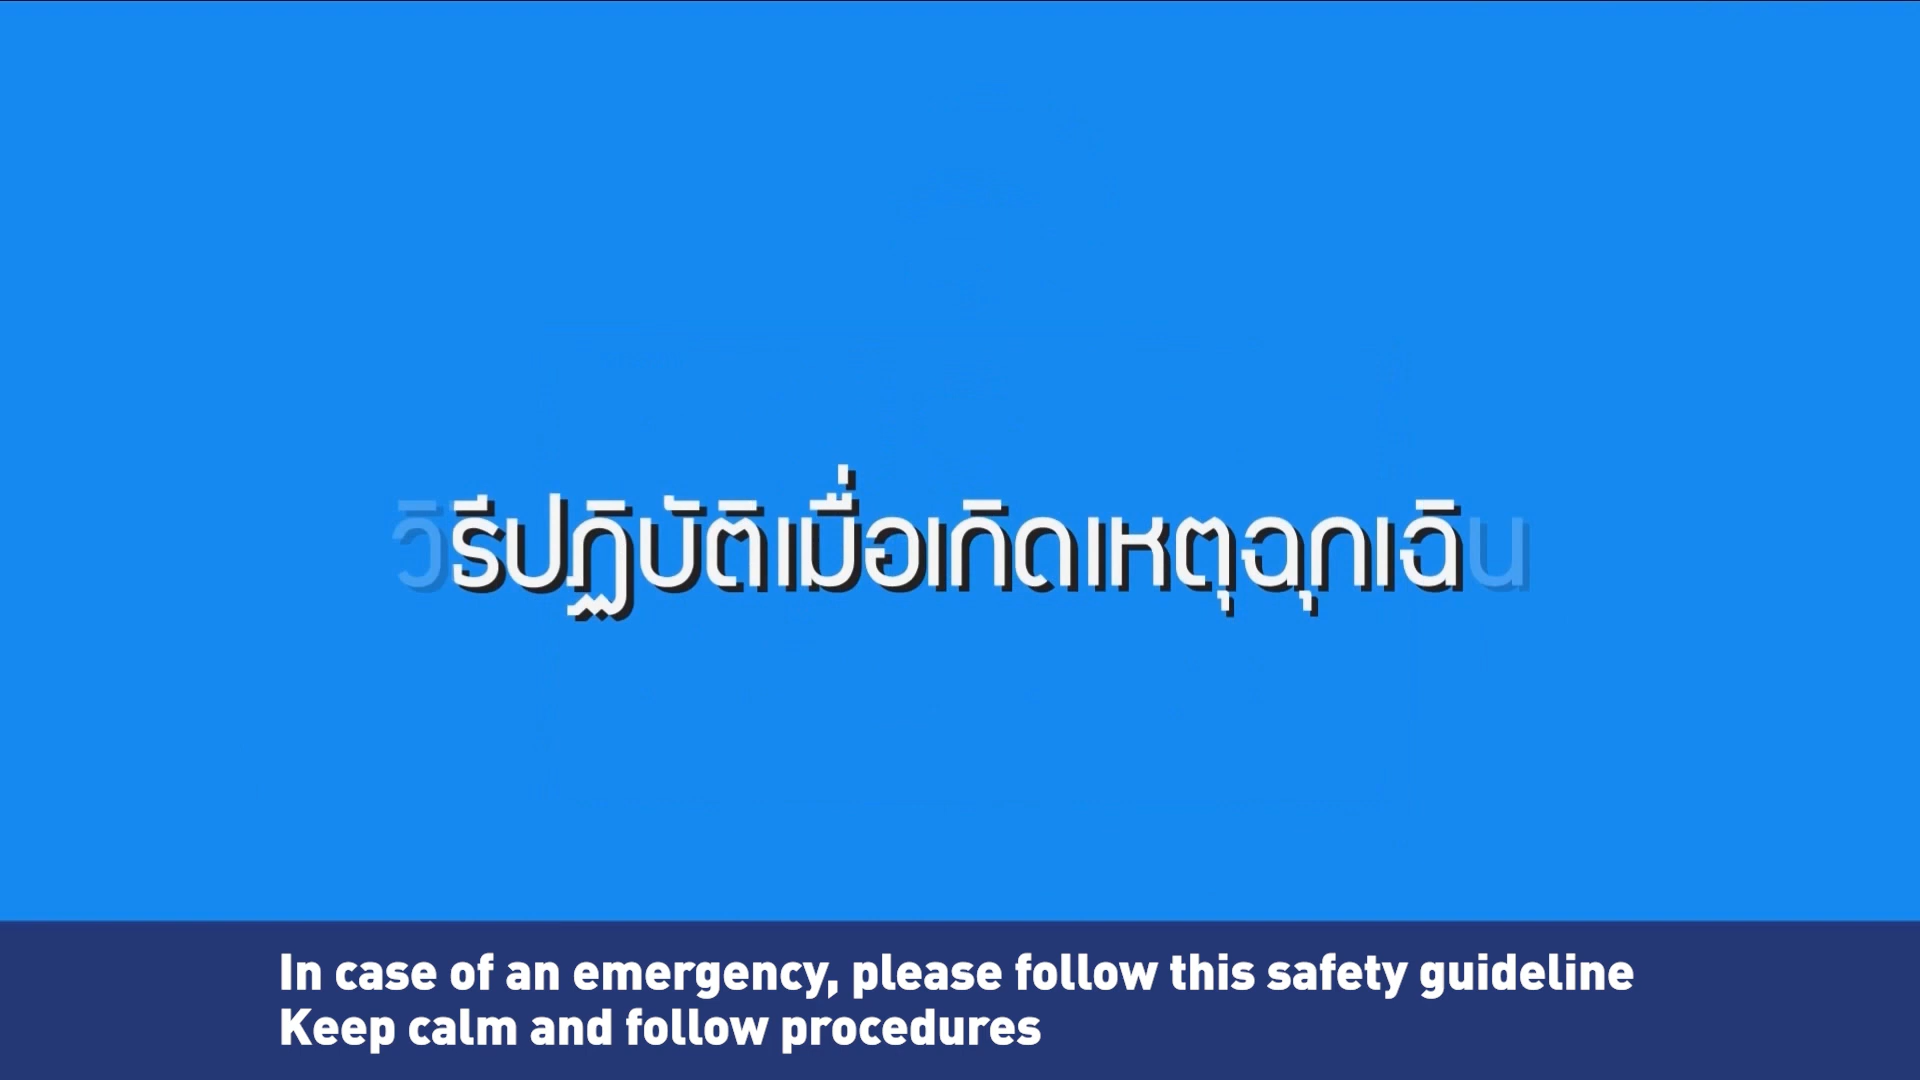 วิธีปฏิบัติเมื่อเกิดเหตุฉุกเฉิน
In case of an emergency, please follow this safety guideline
Keep calm and follow procedures